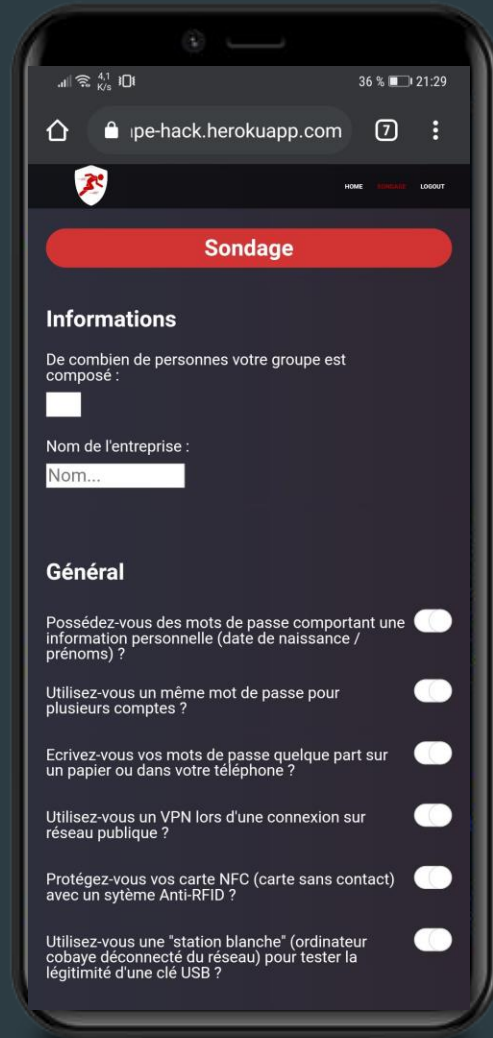 4,1
K/s
36 % 21:29
ıpe-hack.herokuapp.com 7
HOME SONDAGE LOGOUT
Sondage
Informations
De combien de personnes votre groupe est
composé :
Nom de l'entreprise :
Nom...
Général
Possédez-vous des mots de passe comportant une
information personnelle (date de naissance /
prénoms) ?
Utilisez-vous un même mot de passe pour
plusieurs comptes ?
Ecrivez-vous vos mots de passe quelque part sur
un papier ou dans votre téléphone ?
Utilisez-vous un VPN lors d'une connexion sur
réseau publique ?
Protégez-vous vos carte NFC (carte sans contact)
avec un sytème Anti-RFID ?
Utilisez-vous une "station blanche" (ordinateur
cobaye déconnecté du réseau) pour tester la
légitimité d'une clé USB ?